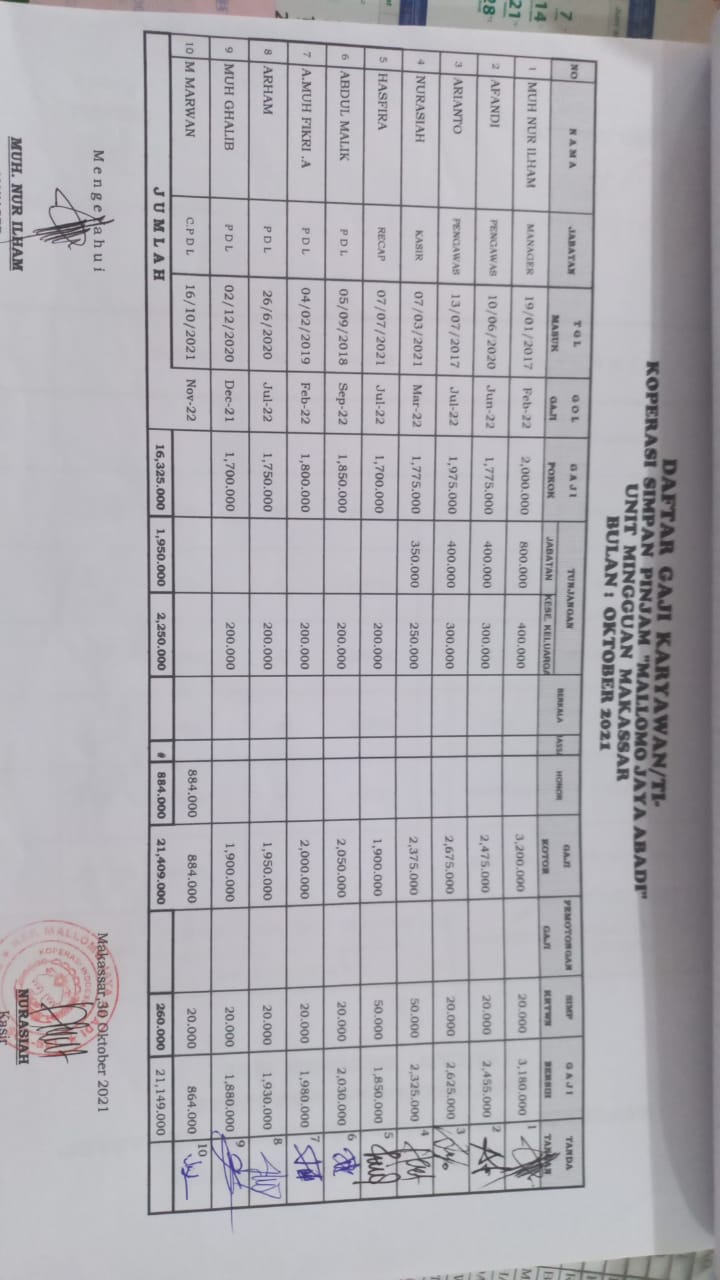 DAFTAR GAJI KARYAWAN/TI-
KOPERASI SIMPAN PINJAM "MALLOMO JAYA ABADI"
UNIT MINGGUAN MAKASSAR
BULAN : OKTOBER 2021
NO NAMA JABATAN TGL MASUK GOL GAJI GAJI POKOK TUNJANGAN JABATAN KESE. KELUARGA BERKALA HONOR GAJI KOTOR PEMOTONGAN GAJI SIMP KRYWN GAJI BERSIH TANDA TANGAN
1 MUH NUR ILHAM MANAGER 19/01/2017 Feb-22 2,000.000 800.000 400.000 3,200.000 20.000 3,180.000 1
2 AFANDI PENGAWAS 10/06/2020 Jun-22 1,775.000 400.000 300.000 2,475.000 20.000 2,455.000 2
3 ARIANTO PENGAWAS 13/07/2017 Jul-22 1,975.000 400.000 300.000 2,675.000 20.000 2,625.000 3
4 NURASIAH KASIR 07/03/2021 Mar-22 1,775.000 350.000 250.000 2,375.000 50.000 2,325.000 4
5 HASFIRA RECAP 07/07/2021 Jul-22 1,700.000 200.000 1,900.000 50.000 1,850.000 5
6 ABDUL MALIK P D L 05/09/2018 Sep-22 1,850.000 200.000 2,050.000 20.000 2,030.000 6
7 A.MUH FIKRI .A P D L 04/02/2019 Feb-22 1,800.000 200.000 2,000.000 20.000 1,980.000 7
8 ARHAM P D L 26/6/2020 Jul-22 1,750.000 200.000 1,950.000 20.000 1,930.000 8
9 MUH GHALIB P D L 02/12/2020 Dec-21 1,700.000 200.000 1,900.000 20.000 1,880.000 9
10 M MARWAN C.P D L 16/10/2021 Nov-22 884.000 884.000 20.000 864.000 10
JUMLAH 16,325.000 1,950.000 2,250.000 # 884.000 21,409.000 260.000 21,149.000
Makassar,30 Oktober 2021
Mengetahui
MUH. NUR ILHAM
NURASIAH
Kasir